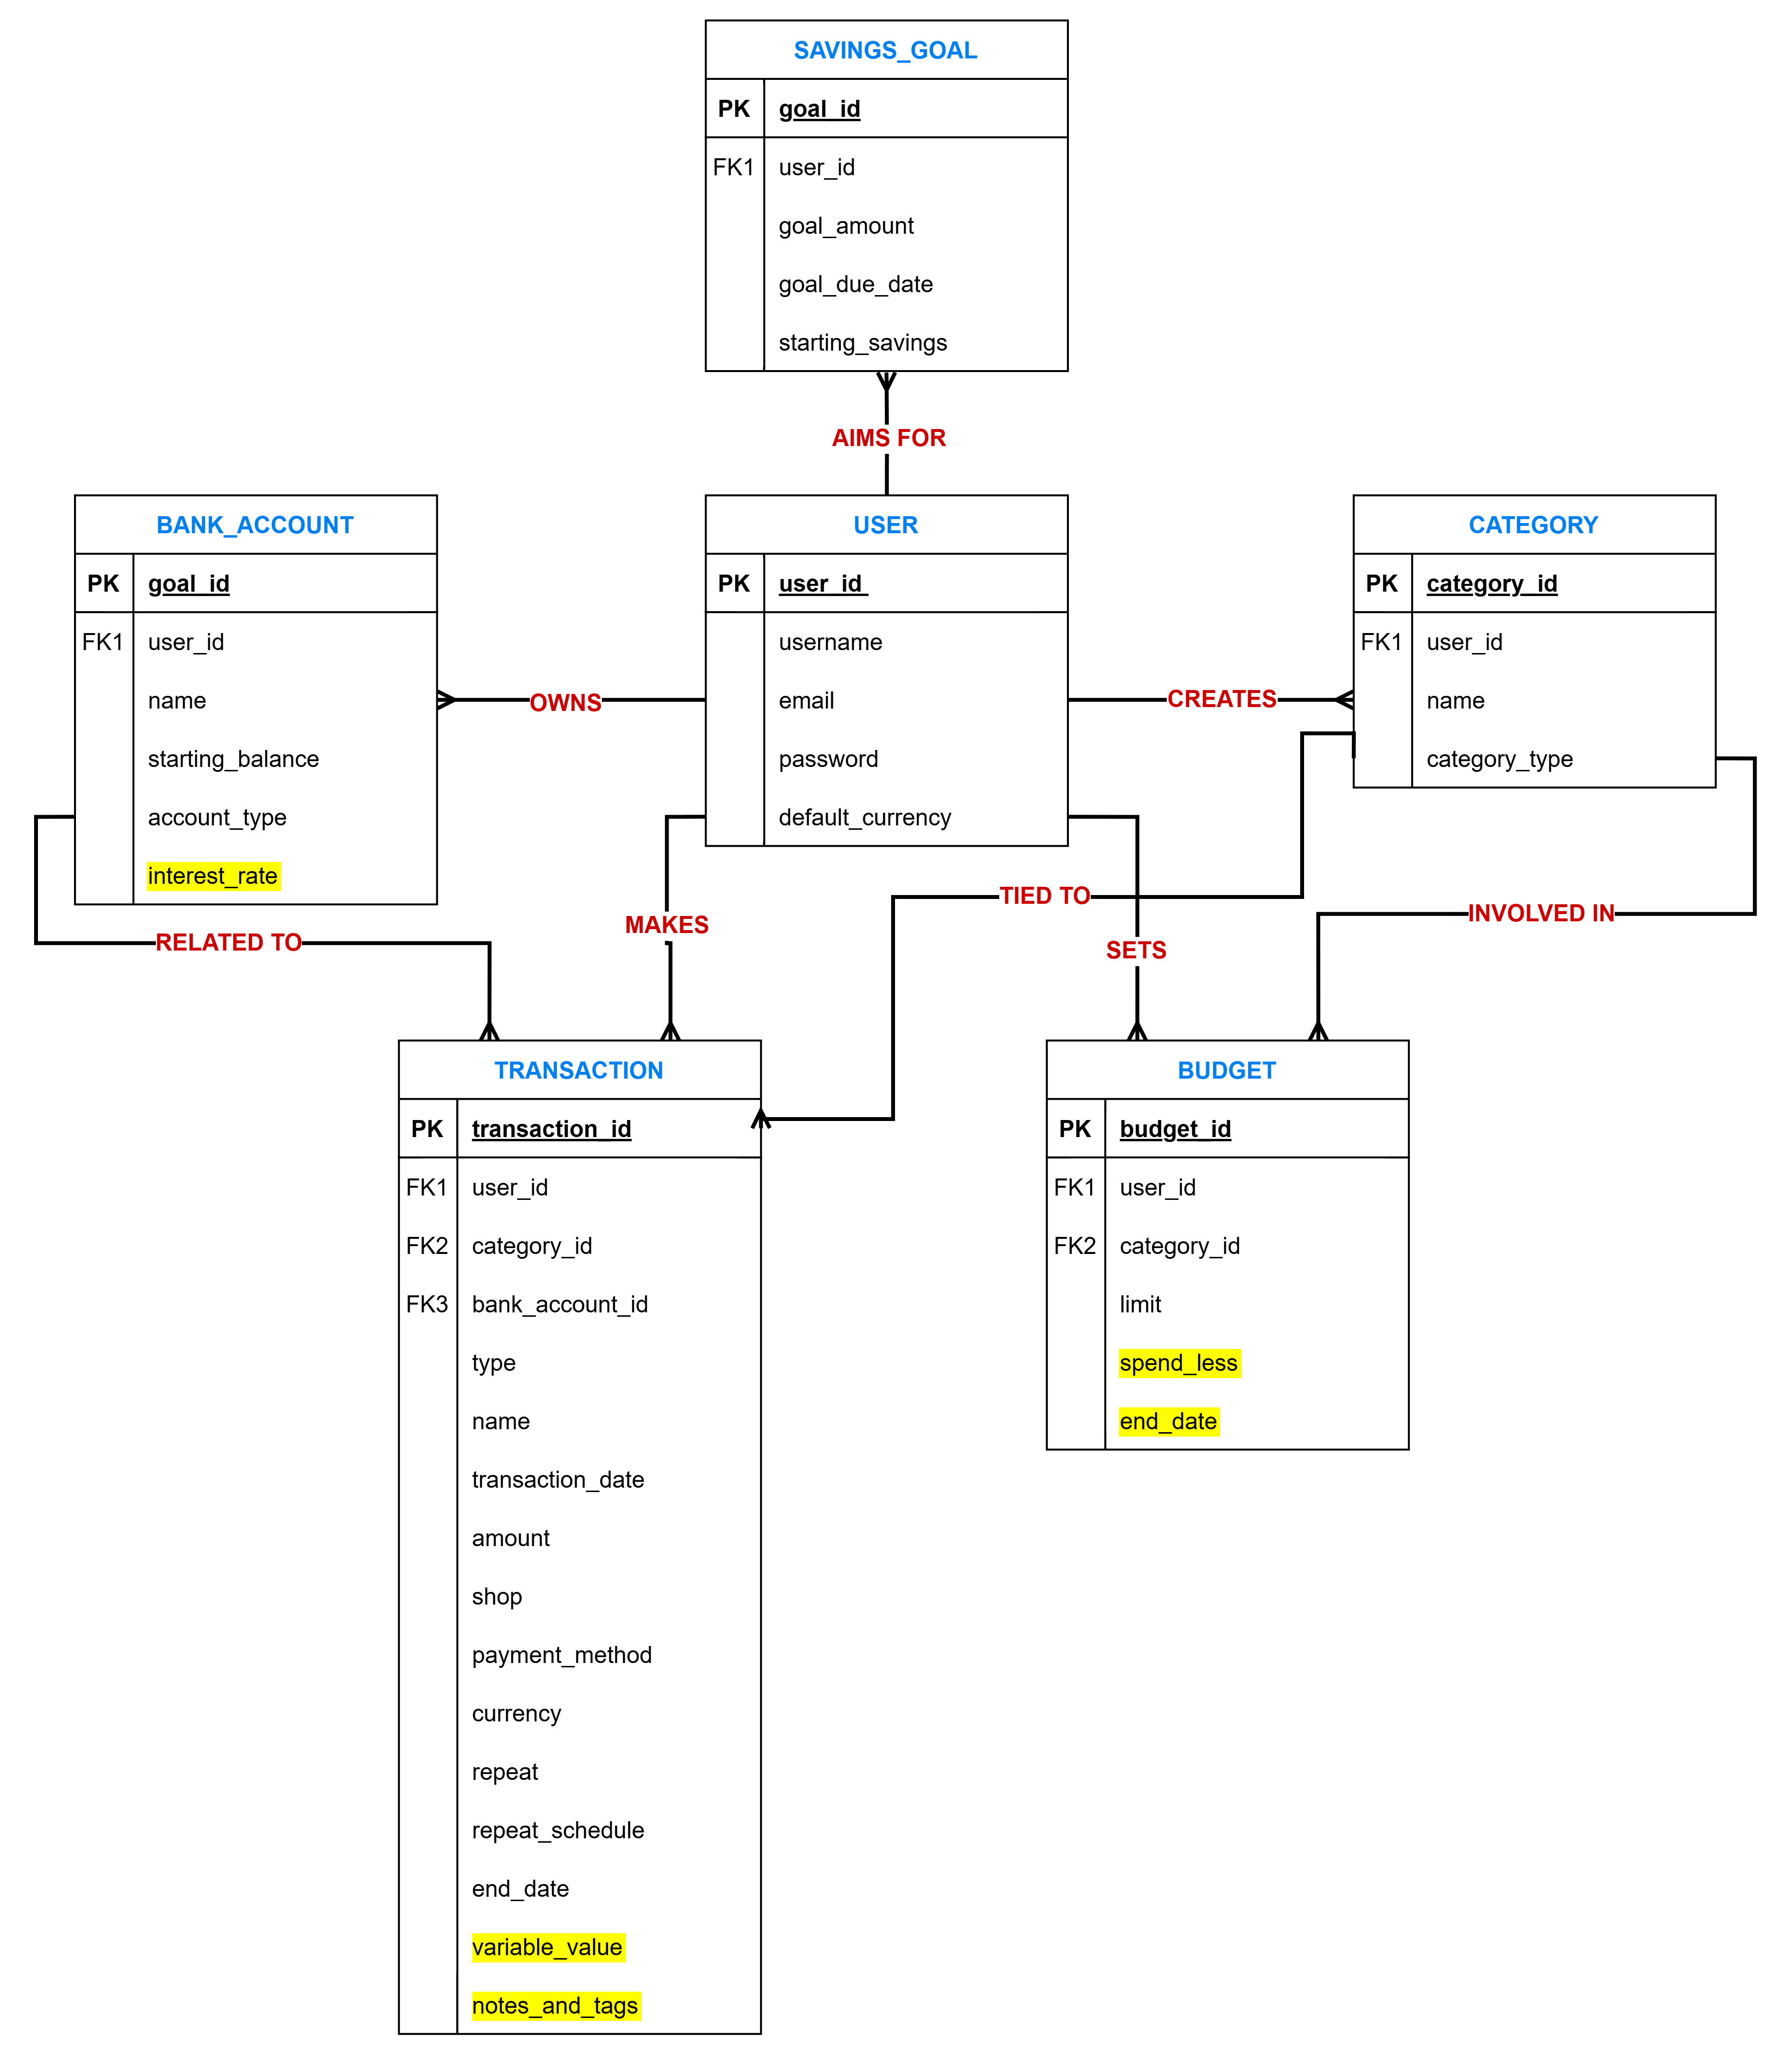 SAVINGS_GOAL
PK goal_id
FK1 user_id
goal_amount
goal_due_date
starting_savings
AIMS FOR
BANK_ACCOUNT
PK goal_id
FK1 user_id
name
starting_balance
account_type
interest_rate
OWNS
USER
PK user_id
username
email
password
default_currency
CREATES
CATEGORY
PK category_id
FK1 user_id
name
category_type
RELATED TO
MAKES
TIED TO
SETS
INVOLVED IN
TRANSACTION
PK transaction_id
FK1 user_id
FK2 category_id
FK3 bank_account_id
type
name
transaction_date
amount
shop
payment_method
currency
repeat
repeat_schedule
end_date
variable_value
notes_and_tags
BUDGET
PK budget_id
FK1 user_id
FK2 category_id
limit
spend_less
end_date